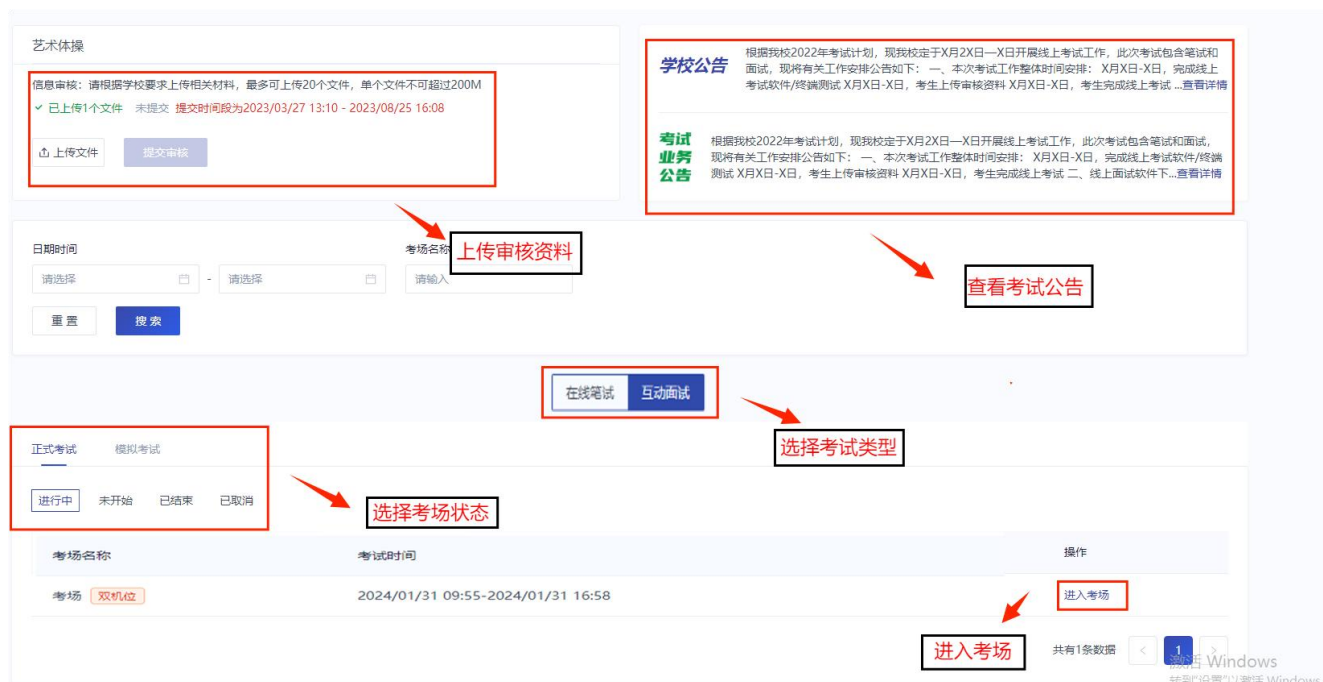 艺术体操
信息审核：请根据学校要求上传相关材料，最多可上传20个文件，单个文件不可超过200M
已上传1个文件 未提交 提交时间段为2023/03/27 13:10 - 2023/08/25 16:08
上传文件 提交审核
学校公告
根据我校2022年考试计划，现我校定于X月2X日—X日开展线上考试工作，此次考试包含笔试和
面试，现将有关工作安排公告如下： 一、本次考试工作整体时间安排： X月X日-X日，完成线上
考试软件/终端测试 X月X日-X日，考生上传审核资料 X月X日-X日，考生完成线上考试 ...查看详情
考试
业务
公告
根据我校2022年考试计划，现我校定于X月2X日—X日开展线上考试工作，此次考试包含笔试和面试，
现将有关工作安排公告如下： 一、本次考试工作整体时间安排： X月X日-X日，完成线上考试软件/终端
测试 X月X日-X日，考生上传审核资料 X月X日-X日，考生完成线上考试 二、线上面试软件下...查看详情
上传审核资料
查看考试公告
日期时间 考场名称
请选择 - 请选择 请输入
重置 搜索
在线笔试 互动面试
选择考试类型
正式考试 模拟考试
进行中 未开始 已结束 已取消
选择考场状态
考场名称 考试时间 操作
考场 双机位 2024/01/31 09:55-2024/01/31 16:58 进入考场
进入考场
共有1条数据 < 1 >
激活 Windows
转到"设置"以激活 Windows